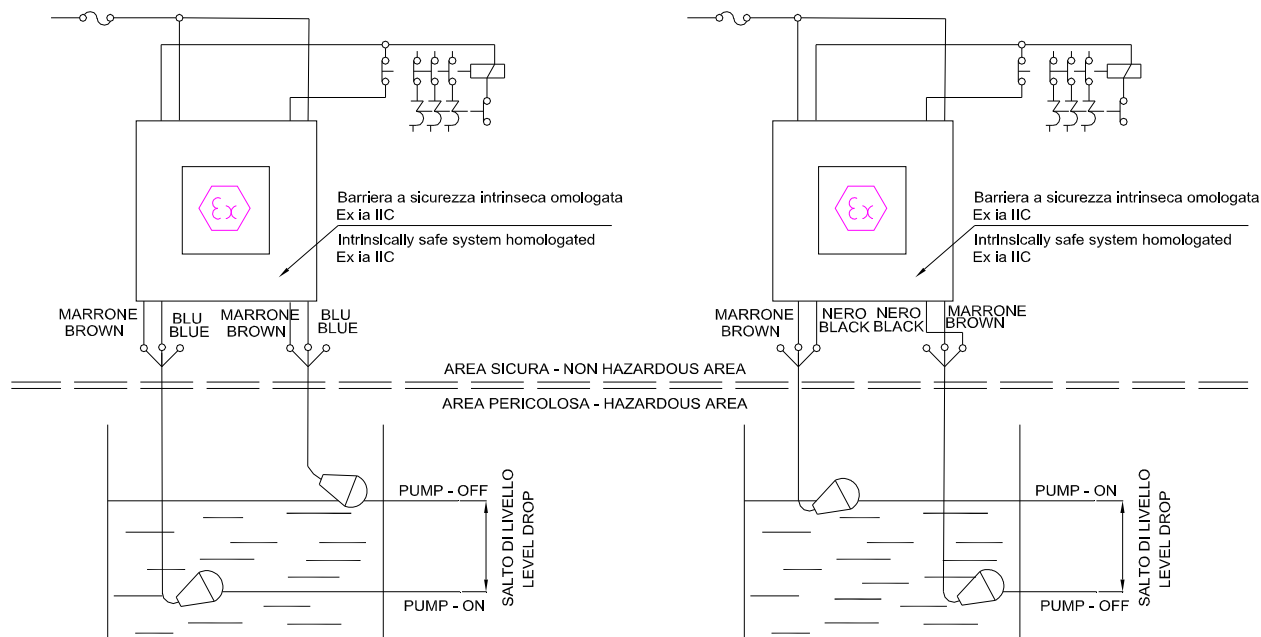 Ex
Barriera a sicurezza intrinseca omologata
Ex ia IIC
Intrinsically safe system homologated
Ex ia IIC
MARRONE
BROWN
BLU
BLUE
MARRONE
BROWN
BLU
BLUE
Ex
Barriera a sicurezza intrinseca omologata
Ex ia IIC
Intrinsically safe system homologated
Ex ia IIC
MARRONE
BROWN
NERO
BLACK
NERO
BLACK
MARRONE
BROWN
AREA SICURA - NON HAZARDOUS AREA
AREA PERICOLOSA - HAZARDOUS AREA
PUMP - OFF
PUMP - ON
SALTO DI LIVELLO
LEVEL DROP
PUMP - ON
PUMP - OFF
SALTO DI LIVELLO
LEVEL DROP